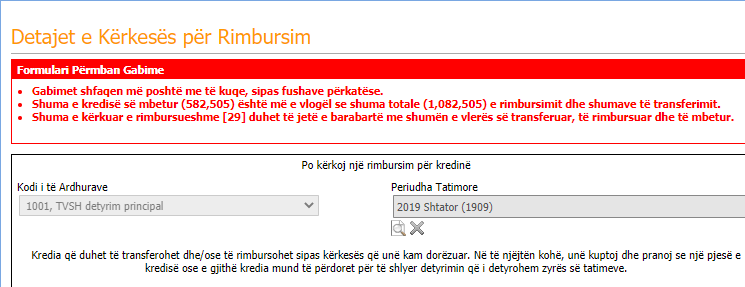 Detajet e Kërkesës për Rimbursim
Formulari Përmban Gabime
Gabimet shfaqen më poshtë me të kuqe, sipas fushave përkatëse.
Shuma e kredisë së mbetur (582,505) është më e vlogël se shuma totale (1,082,505) e rimbursimit dhe shumave të transferimit.
Shuma e kërkuar e rimbursueshme [29] duhet të jetë e barabartë me shumën e vlerës së transferuar, të rimbursuar dhe të mbetur.
Po kërkoj një rimbursim për kredinë
Kodi i të Ardhurave
Periudha Tatimore
1001, TVSH detyrim principal
2019 Shtator (1909)
Kredia që duhet të transferohet dhe/ose të rimbursohet sipas kërkesës që unë kam dorëzuar. Në të njëjtën kohë, unë kuptoj dhe pranoj se një pjesë e
kredisë ose e gjithë kredia mund të përdoret për të shlyer detyrimin që i detyrohem zyrës së tatimeve.